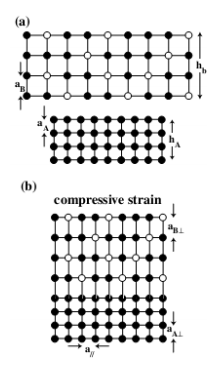 (a)
a_B
h_b
a_A
h_A
(b)
compressive strain
a_B⊥
a_A⊥
a_//